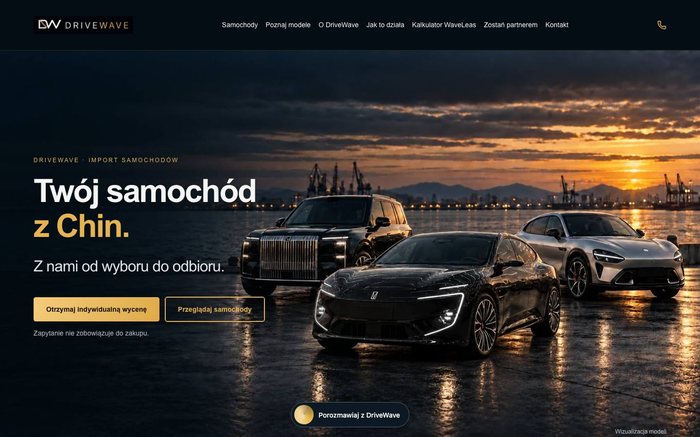 DW DRIVEWAVE
Samochody Poznaj modele O DriveWave Jak to działa Kalkulator WaveLeas Zostań partnerem Kontakt
DRIVEWAVE · IMPORT SAMOCHODÓW
Twój samochód
z Chin.
Z nami od wyboru do odbioru.
Otrzymaj indywidualną wycenę
Przeglądaj samochody
Zapytanie nie zobowiązuje do zakupu.
Porozmawiaj z DriveWave
Wizualizacja modeli